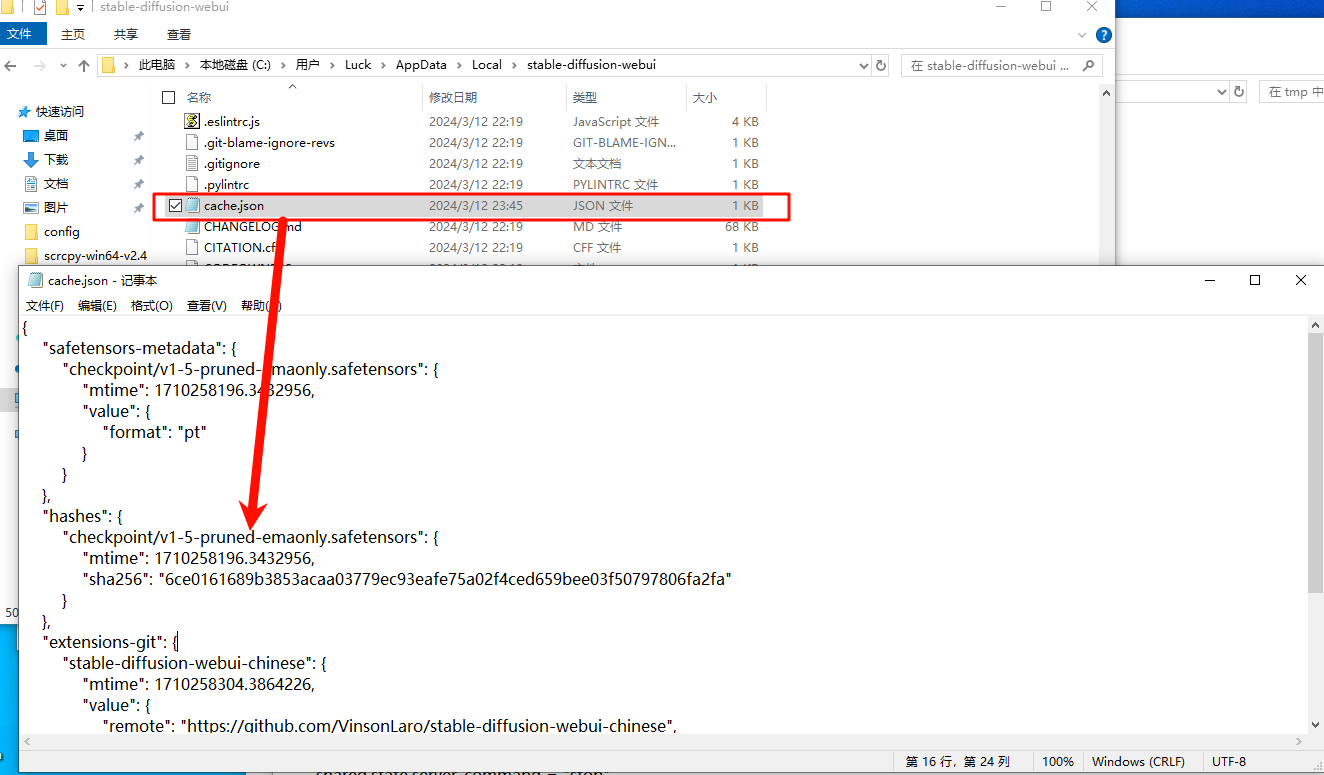 stable-diffusion-webui
文件 主页 共享 查看
此电脑 › 本地磁盘 (C:) › 用户 › Luck › AppData › Local › stable-diffusion-webui
在 stable-diffusion-webui ...
在 tmp 中
快速访问
桌面
下载
文档
图片
config
scrcpy-win64-v2.4
名称 修改日期 类型 大小
.eslintrc.js 2024/3/12 22:19 JavaScript 文件 4 KB
.git-blame-ignore-revs 2024/3/12 22:19 GIT-BLAME-IGN... 1 KB
.gitignore 2024/3/12 22:19 文本文档 1 KB
.pylintrc 2024/3/12 22:19 PYLINTRC 文件 1 KB
cache.json 2024/3/12 23:45 JSON 文件 1 KB
CHANGELOG.md 2024/3/12 22:19 MD 文件 68 KB
CITATION.cff 2024/3/12 22:19 CFF 文件 1 KB
cache.json - 记事本
文件(F) 编辑(E) 格式(O) 查看(V) 帮助(H)
{
"safetensors-metadata": {
"checkpoint/v1-5-pruned-emaonly.safetensors": {
"mtime": 1710258196.3432956,
"value": {
"format": "pt"
}
}
},
"hashes": {
"checkpoint/v1-5-pruned-emaonly.safetensors": {
"mtime": 1710258196.3432956,
"sha256": "6ce0161689b3853acaa03779ec93eafe75a02f4ced659bee03f50797806fa2fa"
}
},
"extensions-git": {
"stable-diffusion-webui-chinese": {
"mtime": 1710258304.3864226,
"value": {
"remote": "https://github.com/VinsonLaro/stable-diffusion-webui-chinese",
50
第 16 行，第 24 列 100% Windows (CRLF) UTF-8
shared.state.server_command = "stop"